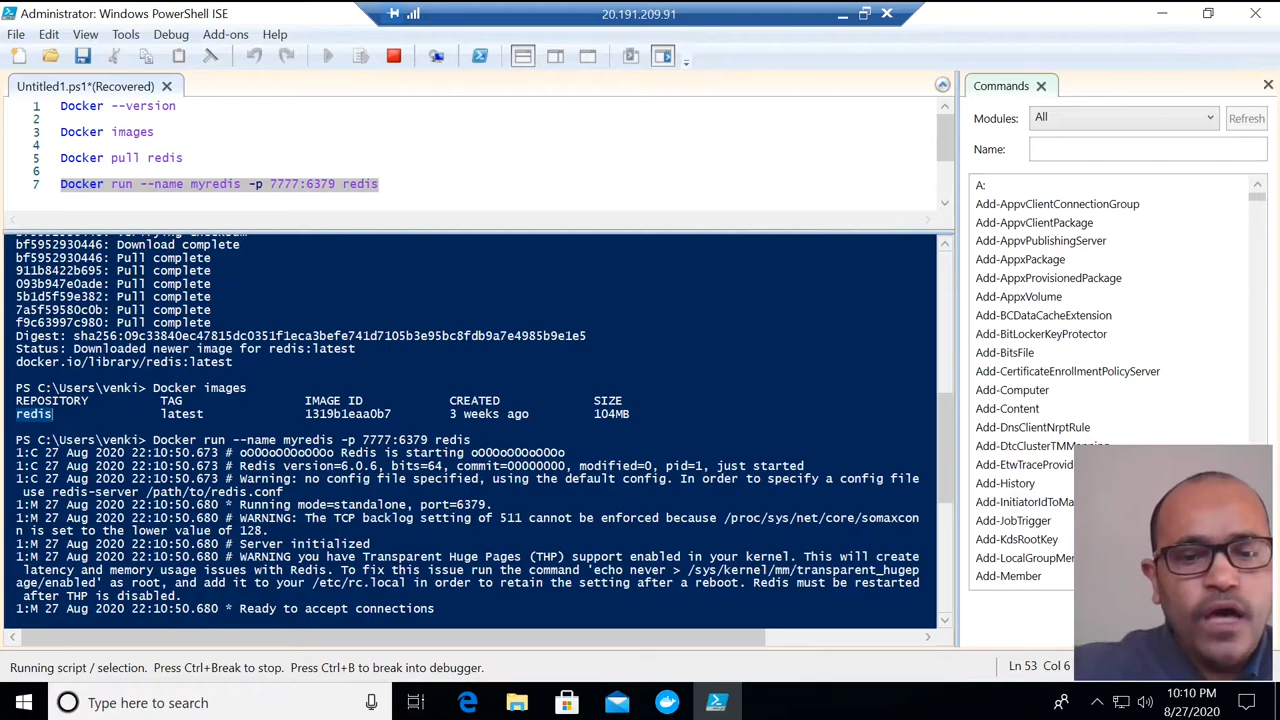 Administrator: Windows PowerShell ISE
20.191.209.91
File Edit View Tools Debug Add-ons Help
Untitled1.ps1*(Recovered)
1 Docker --version
2
3 Docker images
4
5 Docker pull redis
6
7 Docker run --name myredis -p 7777:6379 redis
bf5952930446: Download complete
bf5952930446: Pull complete
911b8422b695: Pull complete
093b947e0ade: Pull complete
5b1d5f59e382: Pull complete
7a5f59580c0b: Pull complete
f9c63997c980: Pull complete
Digest: sha256:09c33840ec47815dc0351f1eca3befe741d7105b3e95bc8fdb9a7e4985b9e1e5
Status: Downloaded newer image for redis:latest
docker.io/library/redis:latest
PS C:\Users\venki> Docker images
REPOSITORY TAG IMAGE ID CREATED SIZE
redis latest 1319b1eaa0b7 3 weeks ago 104MB
PS C:\Users\venki> Docker run --name myredis -p 7777:6379 redis
1:C 27 Aug 2020 22:10:50.673 # oO0OoO0OoO0Oo Redis is starting oO0OoO0OoO0Oo
1:C 27 Aug 2020 22:10:50.673 # Redis version=6.0.6, bits=64, commit=00000000, modified=0, pid=1, just started
1:C 27 Aug 2020 22:10:50.673 # Warning: no config file specified, using the default config. In order to specify a config file
use redis-server /path/to/redis.conf
1:M 27 Aug 2020 22:10:50.680 * Running mode=standalone, port=6379.
1:M 27 Aug 2020 22:10:50.680 # WARNING: The TCP backlog setting of 511 cannot be enforced because /proc/sys/net/core/somaxcon
n is set to the lower value of 128.
1:M 27 Aug 2020 22:10:50.680 # Server initialized
1:M 27 Aug 2020 22:10:50.680 # WARNING you have Transparent Huge Pages (THP) support enabled in your kernel. This will create
latency and memory usage issues with Redis. To fix this issue run the command 'echo never > /sys/kernel/mm/transparent_hugep
age/enabled' as root, and add it to your /etc/rc.local in order to retain the setting after a reboot. Redis must be restarted
after THP is disabled.
1:M 27 Aug 2020 22:10:50.680 * Ready to accept connections
Running script / selection. Press Ctrl+Break to stop. Press Ctrl+B to break into debugger.
Ln 53 Col 6
Commands
Modules: All Refresh
Name:
A:
Add-AppvClientConnectionGroup
Add-AppvClientPackage
Add-AppvPublishingServer
Add-AppxPackage
Add-AppxProvisionedPackage
Add-AppxVolume
Add-BCDataCacheExtension
Add-BitLockerKeyProtector
Add-BitsFile
Add-CertificateEnrollmentPolicyServer
Add-Computer
Add-Content
Add-DnsClientNrptRule
Add-DtcClusterTMMapping
Add-EtwTraceProvid
Add-History
Add-InitiatorIdToMa
Add-JobTrigger
Add-KdsRootKey
Add-LocalGroupMem
Add-Member
Type here to search
10:10 PM
8/27/2020